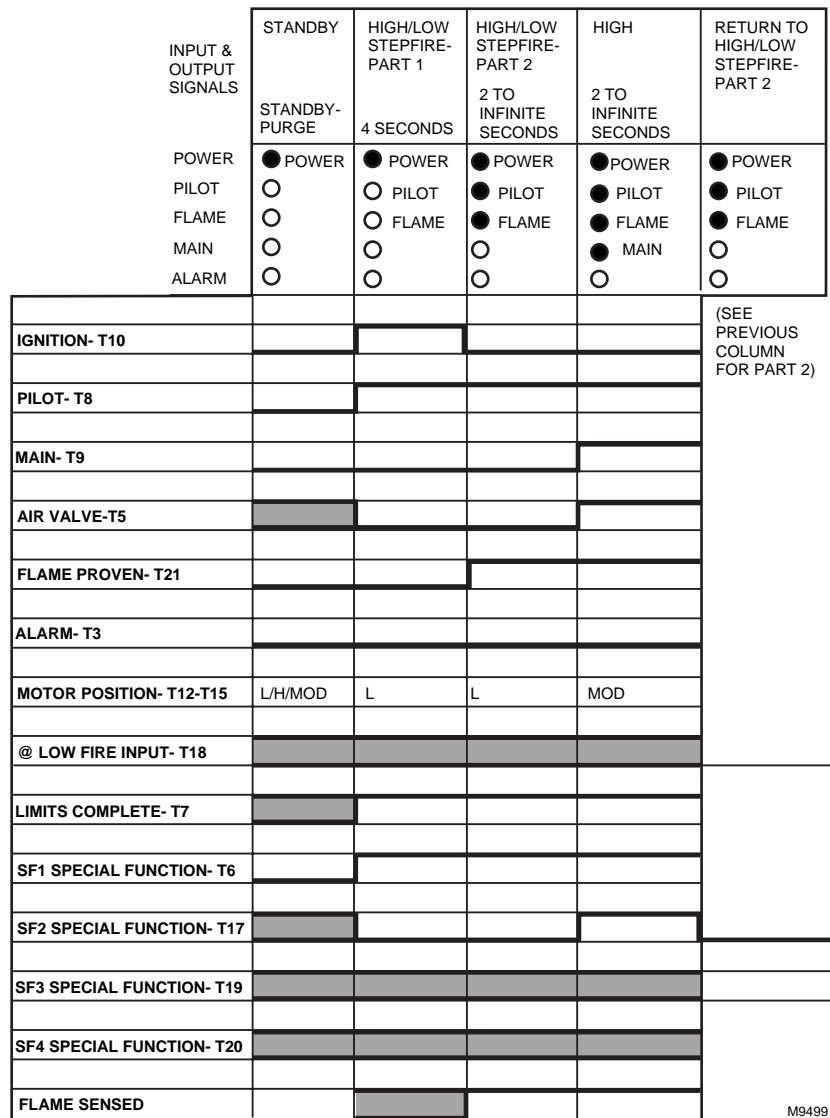 INPUT &
OUTPUT
SIGNALS
STANDBY
STANDBY-
PURGE
HIGH/LOW
STEPFIRE-
PART 1
4 SECONDS
HIGH/LOW
STEPFIRE-
PART 2
2 TO
INFINITE
SECONDS
HIGH
2 TO
INFINITE
SECONDS
RETURN TO
HIGH/LOW
STEPFIRE-
PART 2
POWER POWER POWER POWER POWER POWER
PILOT PILOT PILOT PILOT PILOT
FLAME FLAME FLAME FLAME FLAME
MAIN MAIN
ALARM
(SEE
PREVIOUS
COLUMN
FOR PART 2)
IGNITION- T10
PILOT- T8
MAIN- T9
AIR VALVE-T5
FLAME PROVEN- T21
ALARM- T3
MOTOR POSITION- T12-T15 L/H/MOD L L MOD
@ LOW FIRE INPUT- T18
LIMITS COMPLETE- T7
SF1 SPECIAL FUNCTION- T6
SF2 SPECIAL FUNCTION- T17
SF3 SPECIAL FUNCTION- T19
SF4 SPECIAL FUNCTION- T20
FLAME SENSED
M9499